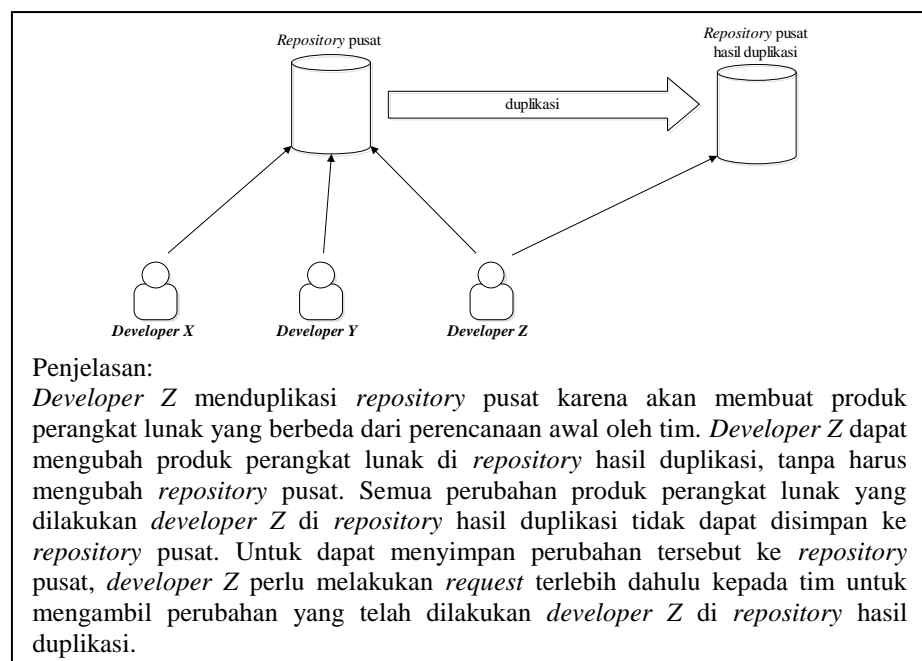 Repository pusat
Repository pusat
hasil duplikasi
duplikasi
Developer X
Developer Y
Developer Z
Penjelasan:
Developer Z menduplikasi repository pusat karena akan membuat produk
perangkat lunak yang berbeda dari perencanaan awal oleh tim. Developer Z dapat
mengubah produk perangkat lunak di repository hasil duplikasi, tanpa harus
mengubah repository pusat. Semua perubahan produk perangkat lunak yang
dilakukan developer Z di repository hasil duplikasi tidak dapat disimpan ke
repository pusat. Untuk dapat menyimpan perubahan tersebut ke repository
pusat, developer Z perlu melakukan request terlebih dahulu kepada tim untuk
mengambil perubahan yang telah dilakukan developer Z di repository hasil
duplikasi.